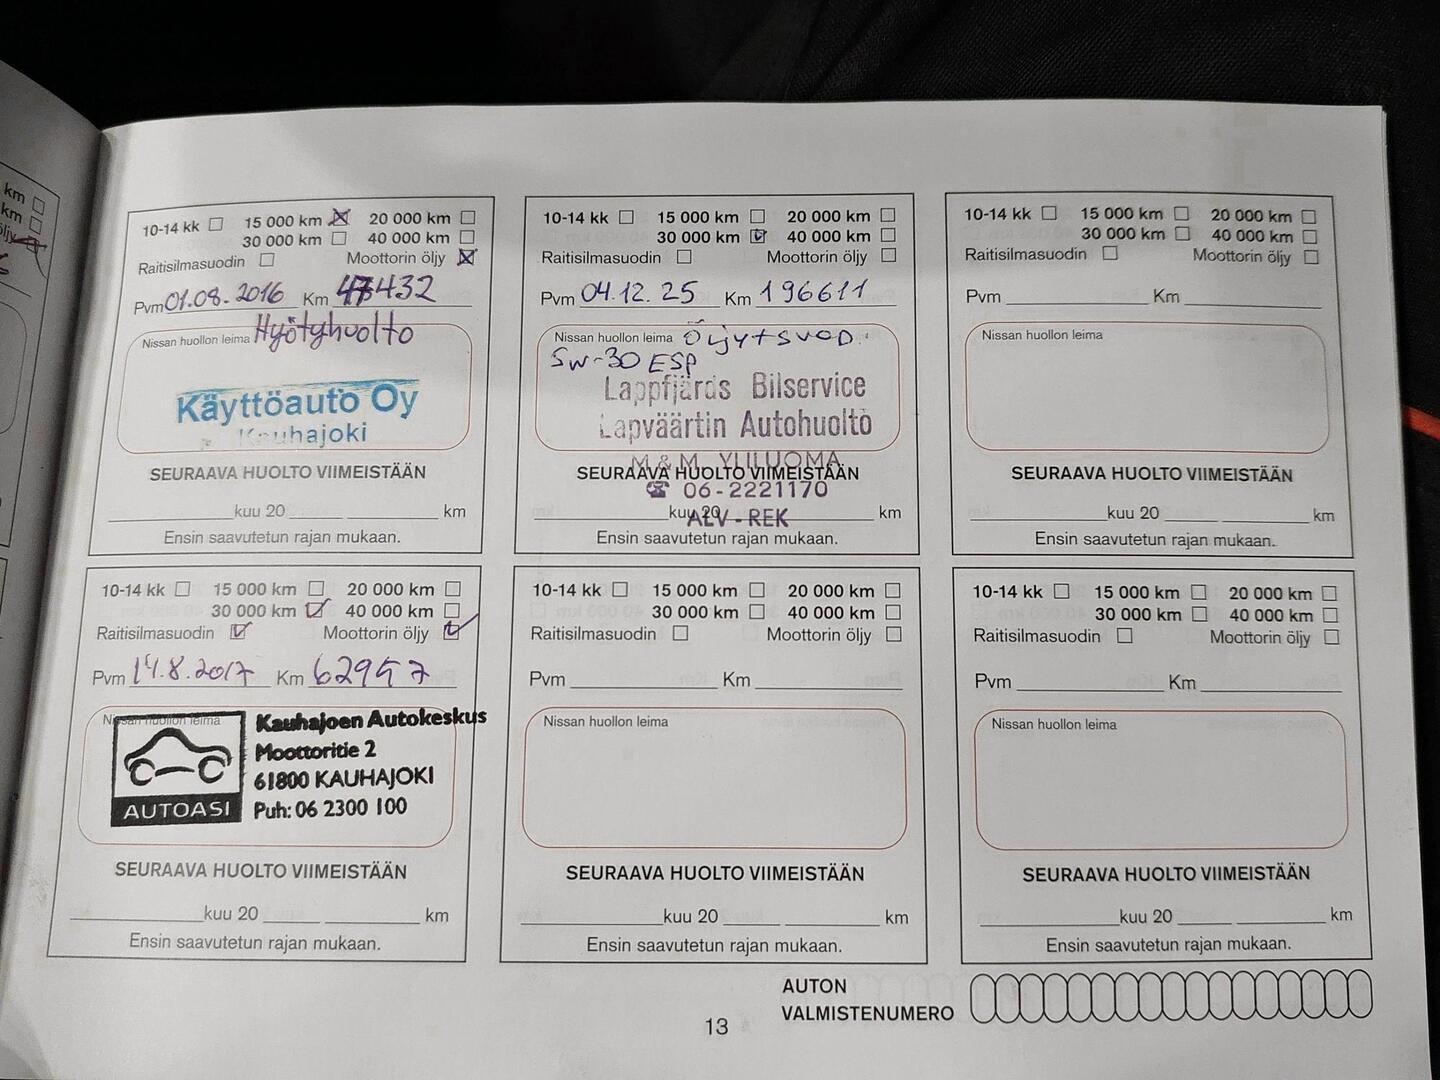 km
km
öljy
10-14 kk 15 000 km 20 000 km
30 000 km 40 000 km
Raitisilmasuodin Moottorin öljy
Pvm 01.08.2016 Km 47432
Nissan huollon leima Hyötyhuolto
Käyttöauto Oy
Kauhajoki
SEURAAVA HUOLTO VIIMEISTÄÄN
kuu 20 km
Ensin saavutetun rajan mukaan.
10-14 kk 15 000 km 20 000 km
30 000 km 40 000 km
Raitisilmasuodin Moottorin öljy
Pvm 04.12.25 Km 196611
Nissan huollon leima Öljyt+suod.
5W-30 ESP
Lappfjärds Bilservice
Lapväärtin Autohuolto
M & M YLILUOMA
SEURAAVA HUOLTO VIIMEISTÄÄN
☎ 06-2221170
kuu 20 km
ALV-REK
Ensin saavutetun rajan mukaan.
10-14 kk 15 000 km 20 000 km
30 000 km 40 000 km
Raitisilmasuodin Moottorin öljy
Pvm Km
Nissan huollon leima
SEURAAVA HUOLTO VIIMEISTÄÄN
kuu 20 km
Ensin saavutetun rajan mukaan.
10-14 kk 15 000 km 20 000 km
30 000 km 40 000 km
Raitisilmasuodin Moottorin öljy
Pvm 14.8.2017 Km 62957
Nissan huollon leima
AUTOASI
Kauhajoen Autokeskus
Moottoritie 2
61800 KAUHAJOKI
Puh: 06 2300 100
SEURAAVA HUOLTO VIIMEISTÄÄN
kuu 20 km
Ensin saavutetun rajan mukaan.
10-14 kk 15 000 km 20 000 km
30 000 km 40 000 km
Raitisilmasuodin Moottorin öljy
Pvm Km
Nissan huollon leima
SEURAAVA HUOLTO VIIMEISTÄÄN
kuu 20 km
Ensin saavutetun rajan mukaan.
10-14 kk 15 000 km 20 000 km
30 000 km 40 000 km
Raitisilmasuodin Moottorin öljy
Pvm Km
Nissan huollon leima
SEURAAVA HUOLTO VIIMEISTÄÄN
kuu 20 km
Ensin saavutetun rajan mukaan.
AUTON
VALMISTENUMERO
13